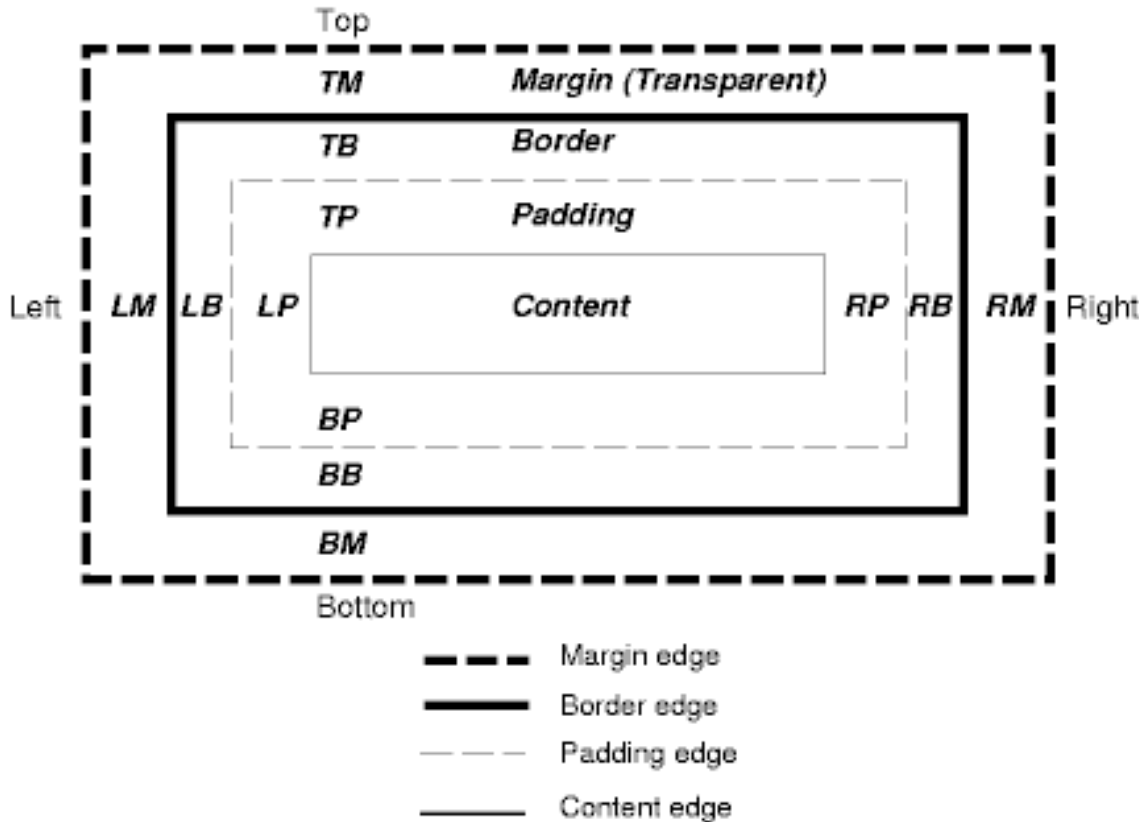 Top
TM Margin (Transparent)
TB Border
TP Padding
Left LM LB LP Content RP RB RM Right
BP
BB
BM
Bottom
Margin edge
Border edge
Padding edge
Content edge